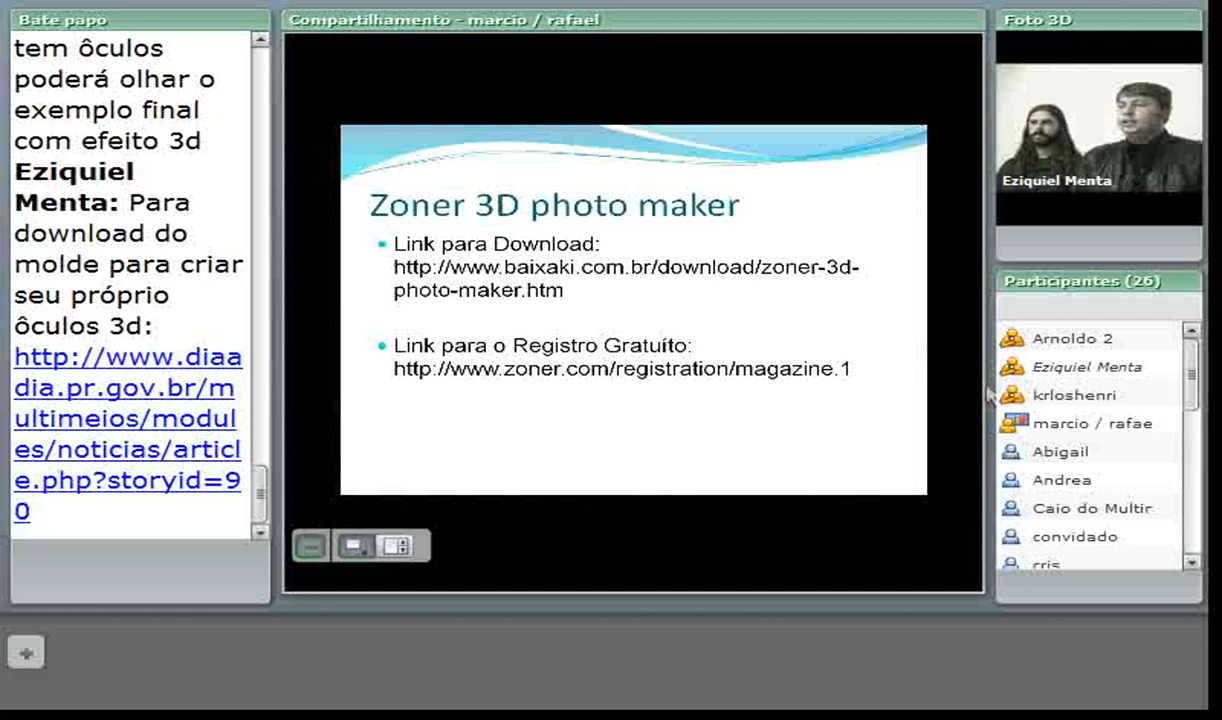 Bate papo
tem ôculos
poderá olhar o
exemplo final
com efeito 3d
Eziquiel
Menta: Para
download do
molde para criar
seu próprio
ôculos 3d:
http://www.diaa
dia.pr.gov.br/m
ultimeios/modul
es/noticias/articl
e.php?storyid=9
0
Compartilhamento - marcio / rafael
Zoner 3D photo maker
Link para Download:
http://www.baixaki.com.br/download/zoner-3d-
photo-maker.htm
Link para o Registro Gratuíto:
http://www.zoner.com/registration/magazine.1
Foto 3D
Eziquiel Menta
Participantes (26)
Arnoldo 2
Eziquiel Menta
krloshenri
marcio / rafae
Abigail
Andrea
Caio do Multir
convidado
cris